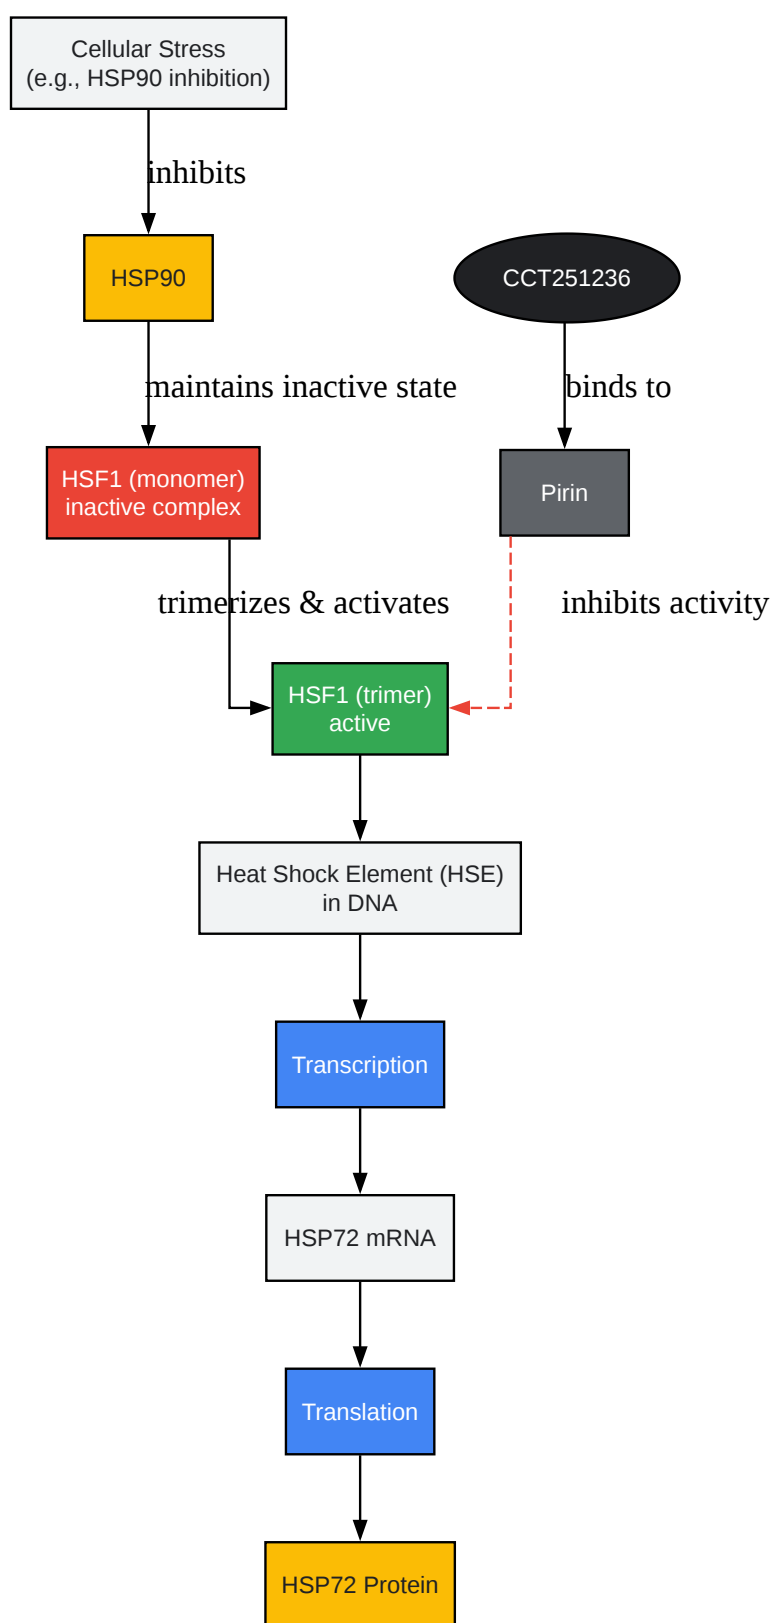 Cellular Stress
(e.g., HSP90 inhibition)
inhibits
HSP90
CCT251236
maintains inactive state
binds to
HSF1 (monomer)
inactive complex
Pirin
trimerizes & activates
inhibits activity
HSF1 (trimer)
active
Heat Shock Element (HSE)
in DNA
Transcription
HSP72 mRNA
Translation
HSP72 Protein